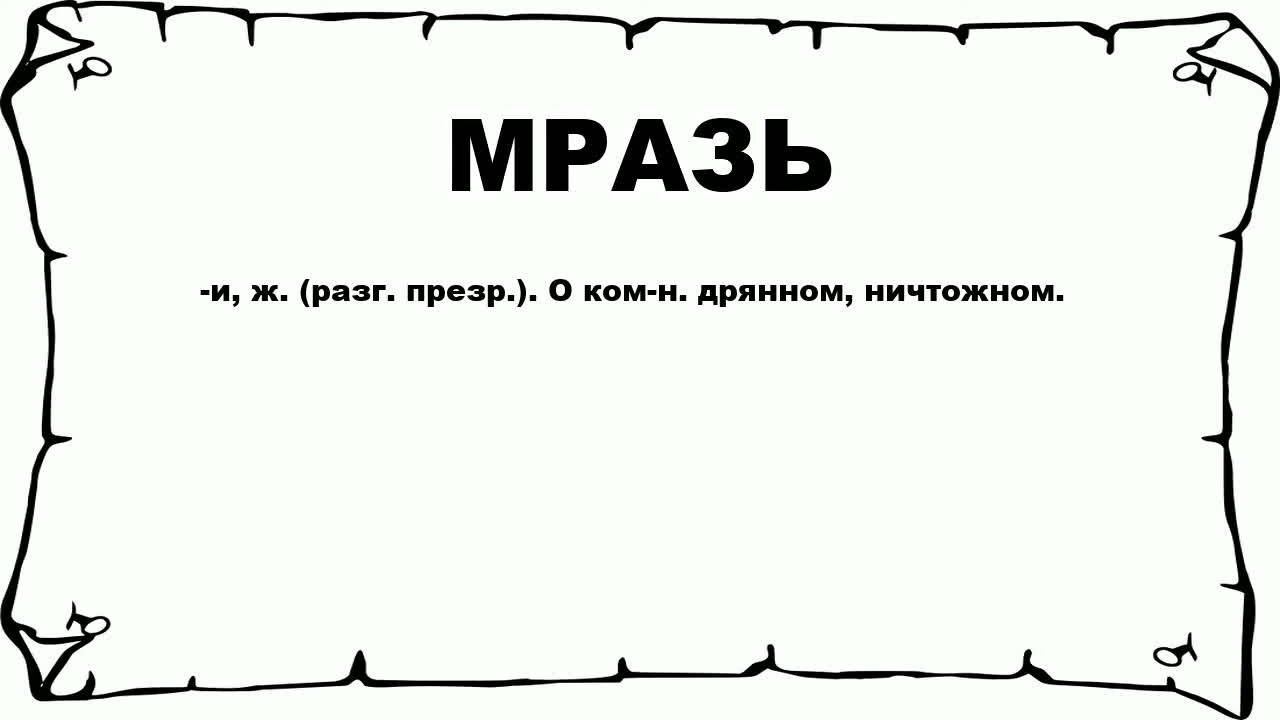 МРАЗЬ
-и, ж. (разг. презр.). О ком-н. дрянном, ничтожном.